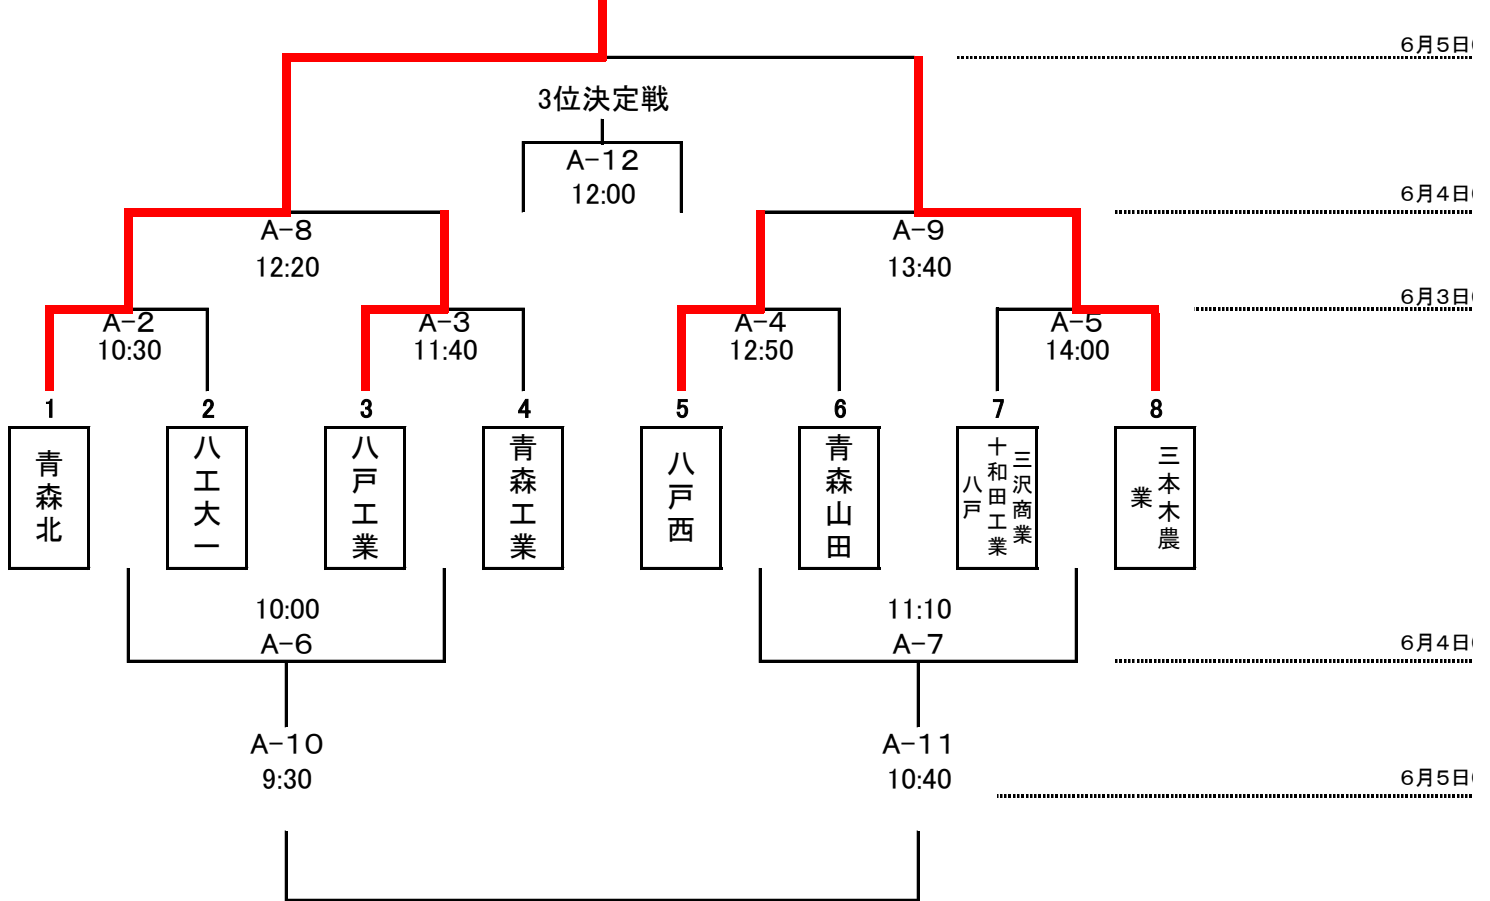 ６月５日(
3位決定戦
A-12
12:00
６月４日(
A-8
12:20
A-9
13:40
６月３日(
A-2
10:30
A-3
11:40
A-4
12:50
A-5
14:00
1
2
3
4
5
6
7
8
青森北
八工大一
八戸工業
青森工業
八戸西
青森山田
三沢商業
十和田工業
八戸
三本木農
業
10:00
A-6
11:10
A-7
６月４日(
A-10
9:30
A-11
10:40
６月５日(